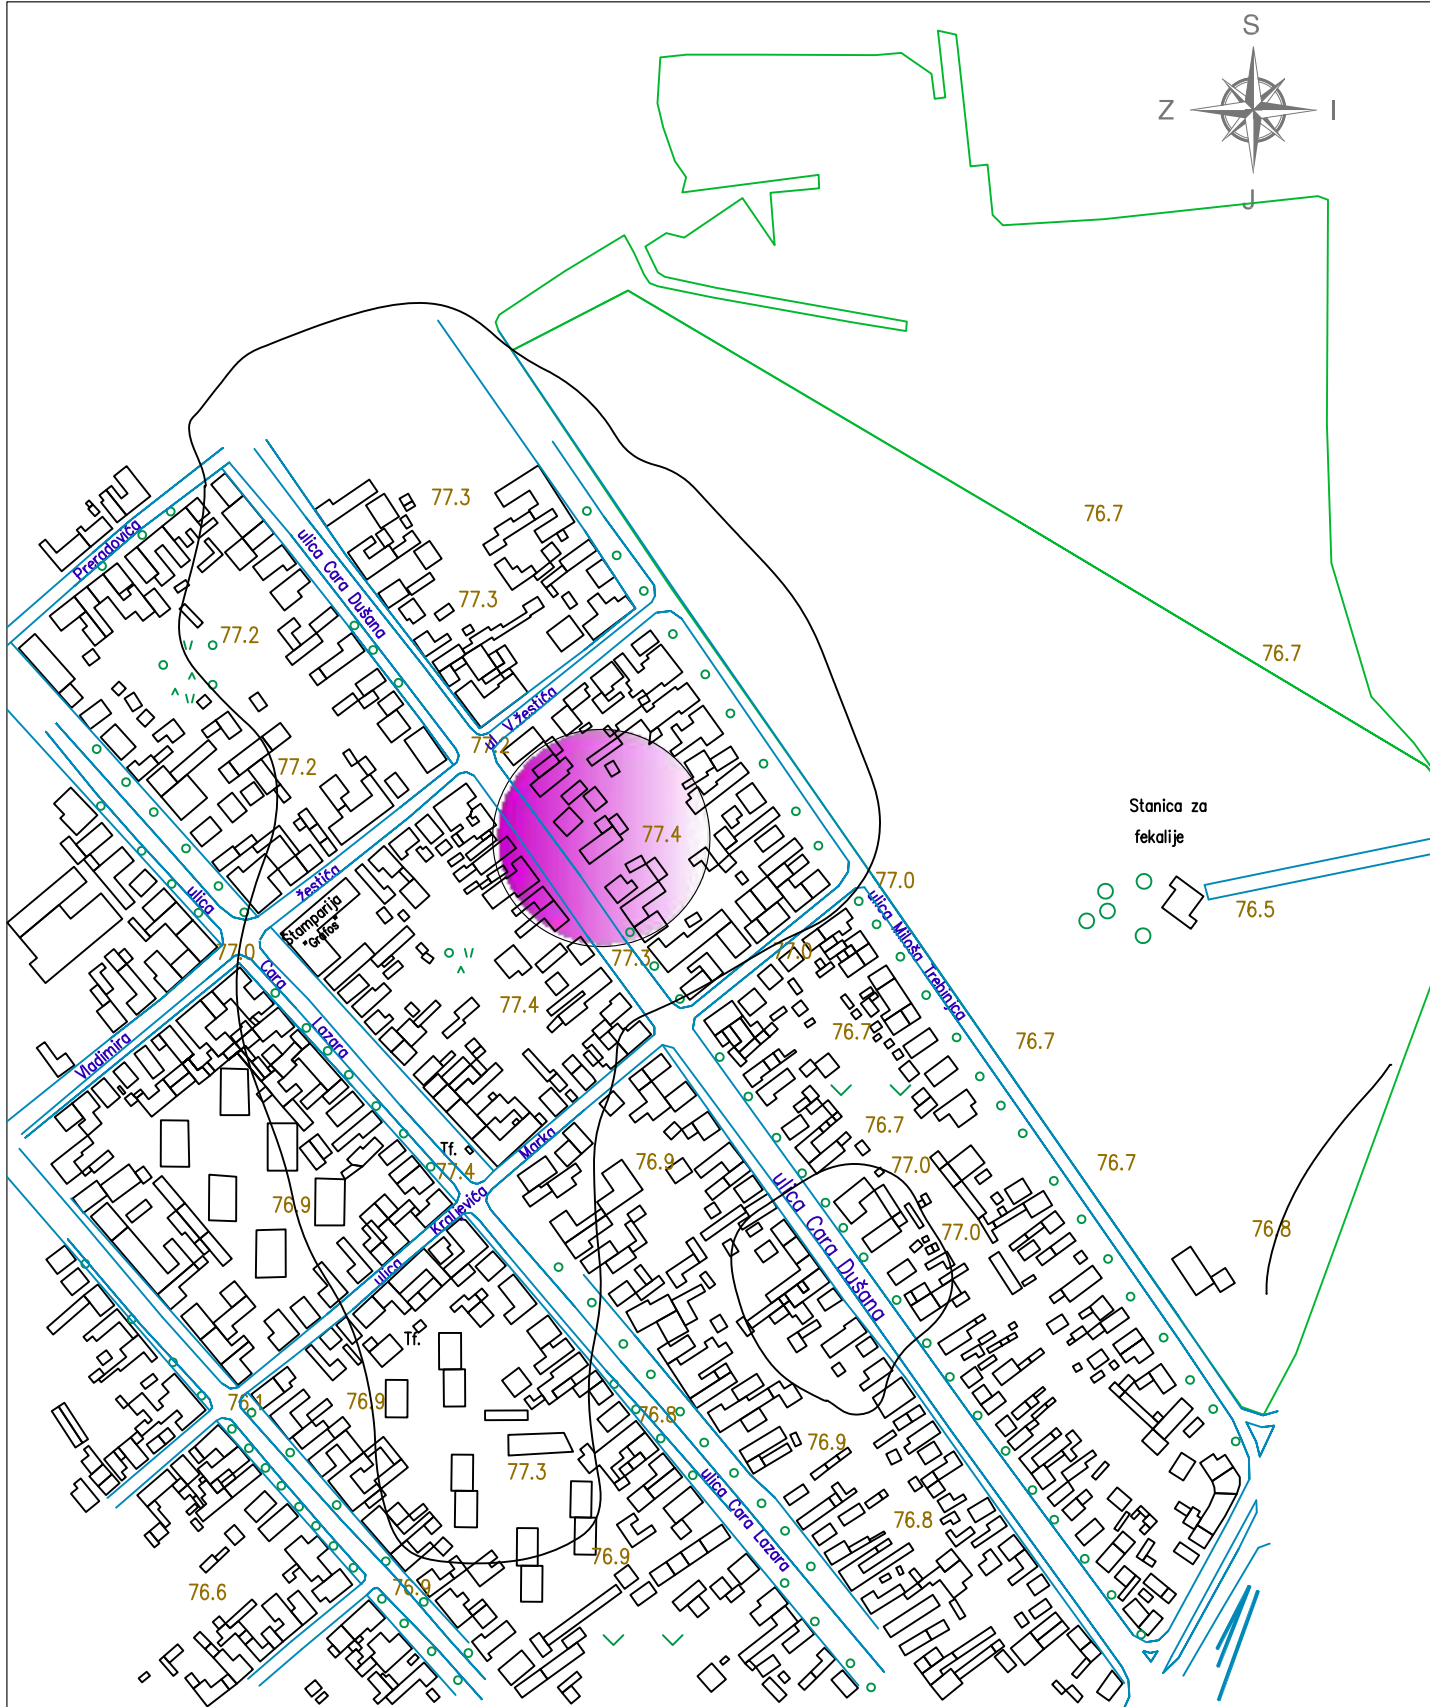 S
Z
I
J
77.3
76.7
Preradovića
ulica Cara Dušana
77.3
77.2
76.7
ul. V.žestića
77.2
77.2
Stanica za
fekalije
77.4
žestića
77.0
ulica
Štamparija
"Grafos"
76.5
ulica Miloša Trebinjca
77.0
77.3
77.0
Cara
77.4
Lazara
76.7
76.7
Vladimira
76.7
Tf.
Marka
77.4
76.9
77.0
76.7
76.9
Kraljevića
ulica Cara Dušana
77.0
76.8
ulica
Tf.
76.1
76.9
76.8
76.9
77.3
ulica Cara Lazara
76.8
76.9
76.6
76.9